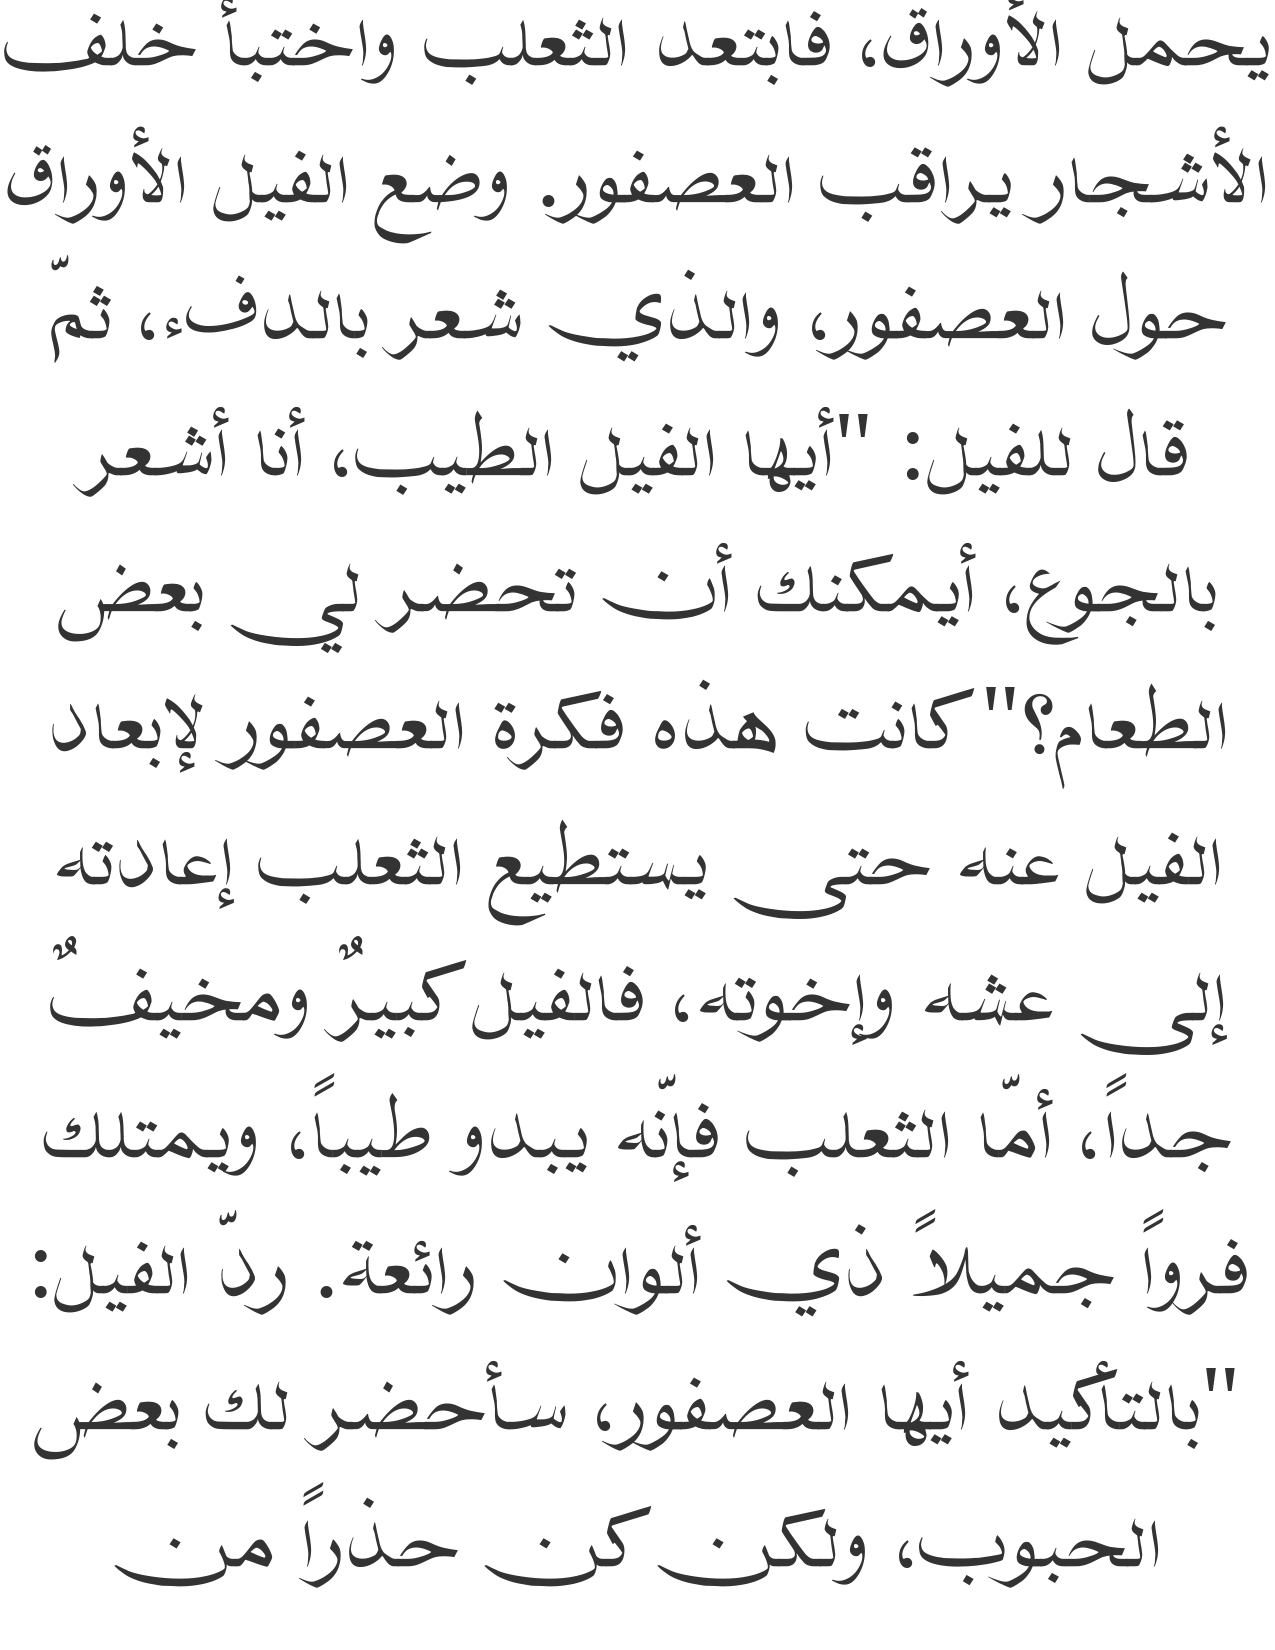 يحمل الأوراق، فابتعد الثعلب واختبأ خلف
الأشجار يراقب العصفور. وضع الفيل الأوراق
حول العصفور، والذي شعر بالدفء، ثمّ
قال للفيل: "أيها الفيل الطيب، أنا أشعر
بالجوع، أيمكنك أن تحضر لي بعض
الطعام؟" كانت هذه فكرة العصفور لإبعاد
الفيل عنه حتى يستطيع الثعلب إعادته
إلى عشه وإخوته، فالفيل كبيرٌ ومخيفٌ
جداً، أمّا الثعلب فإنّه يبدو طيباً، ويمتلك
فرواً جميلاً ذي ألوان رائعة. ردّ الفيل:
"بالتأكيد أيها العصفور، سأحضر لك بعض
الحبوب، ولكن كن حذراً من